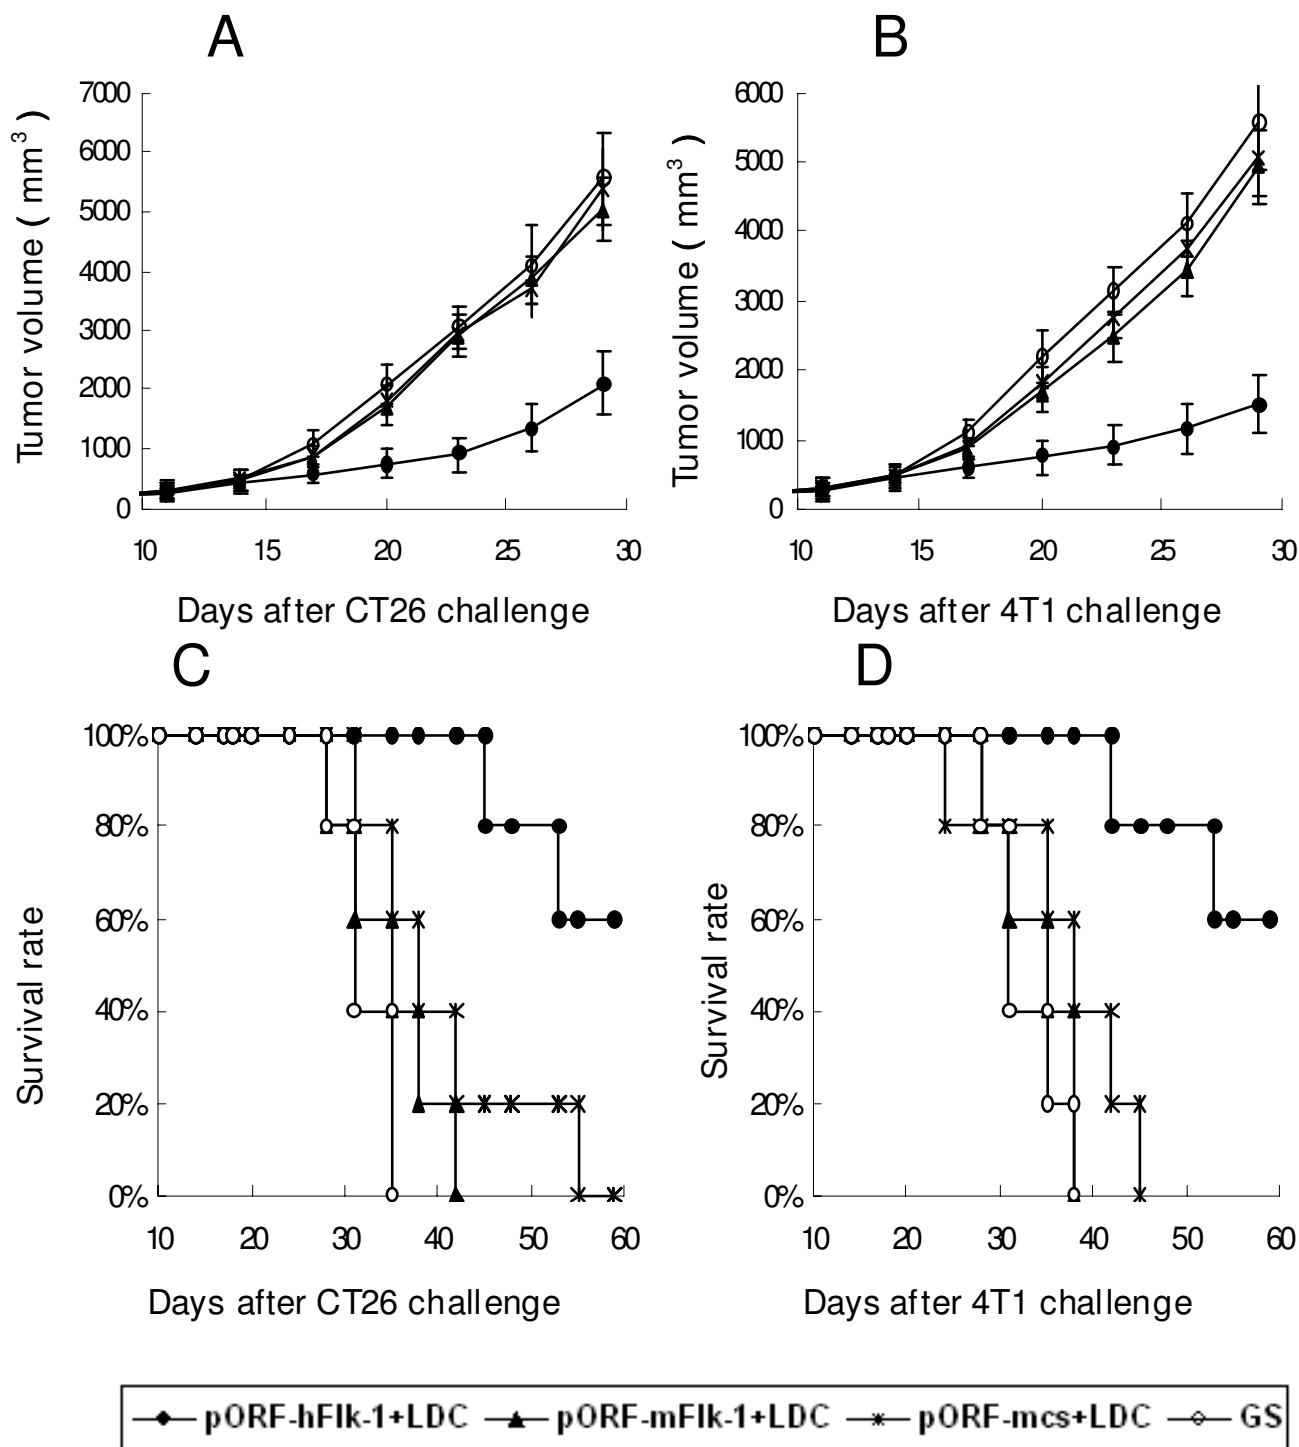 A
7000
6000
5000
4000
3000
2000
1000
0
10 15 20 25 30
Tumor volume ( mm³ )
Days after CT26 challenge
B
6000
5000
4000
3000
2000
1000
0
10 15 20 25 30
Tumor volume ( mm³ )
Days after 4T1 challenge
C
100%
80%
60%
40%
20%
0%
10 20 30 40 50 60
Survival rate
Days after CT26 challenge
D
100%
80%
60%
40%
20%
0%
10 20 30 40 50 60
Survival rate
Days after 4T1 challenge
pORF-hFlk-1+LDC pORF-mFlk-1+LDC pORF-mcs+LDC GS